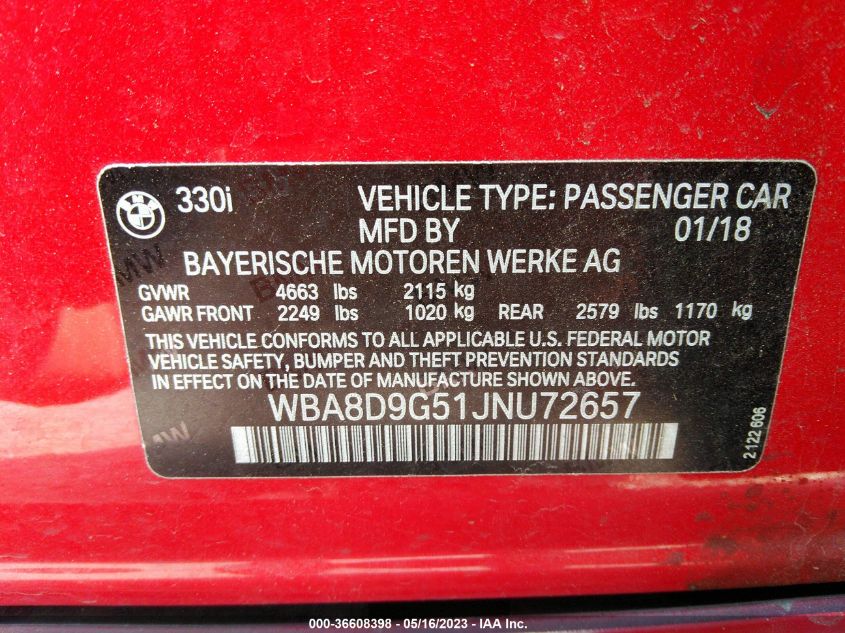 330i VEHICLE TYPE: PASSENGER CAR
MFD BY 01/18
BAYERISCHE MOTOREN WERKE AG
GVWR 4663 lbs 2115 kg
GAWR FRONT 2249 lbs 1020 kg REAR 2579 lbs 1170 kg
THIS VEHICLE CONFORMS TO ALL APPLICABLE U.S. FEDERAL MOTOR
VEHICLE SAFETY, BUMPER AND THEFT PREVENTION STANDARDS
IN EFFECT ON THE DATE OF MANUFACTURE SHOWN ABOVE.
WBA8D9G51JNU72657
2 122 606
000-36608398 - 05/16/2023 - IAA Inc.